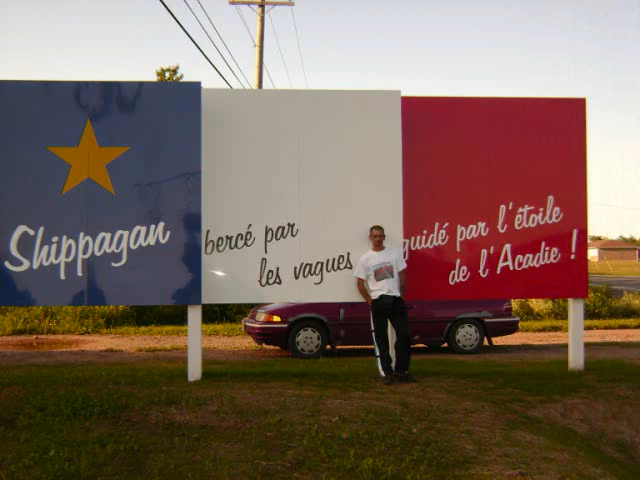 Shippagan
bercé par
les vagues
guidé par l'étoile
de l'Acadie !